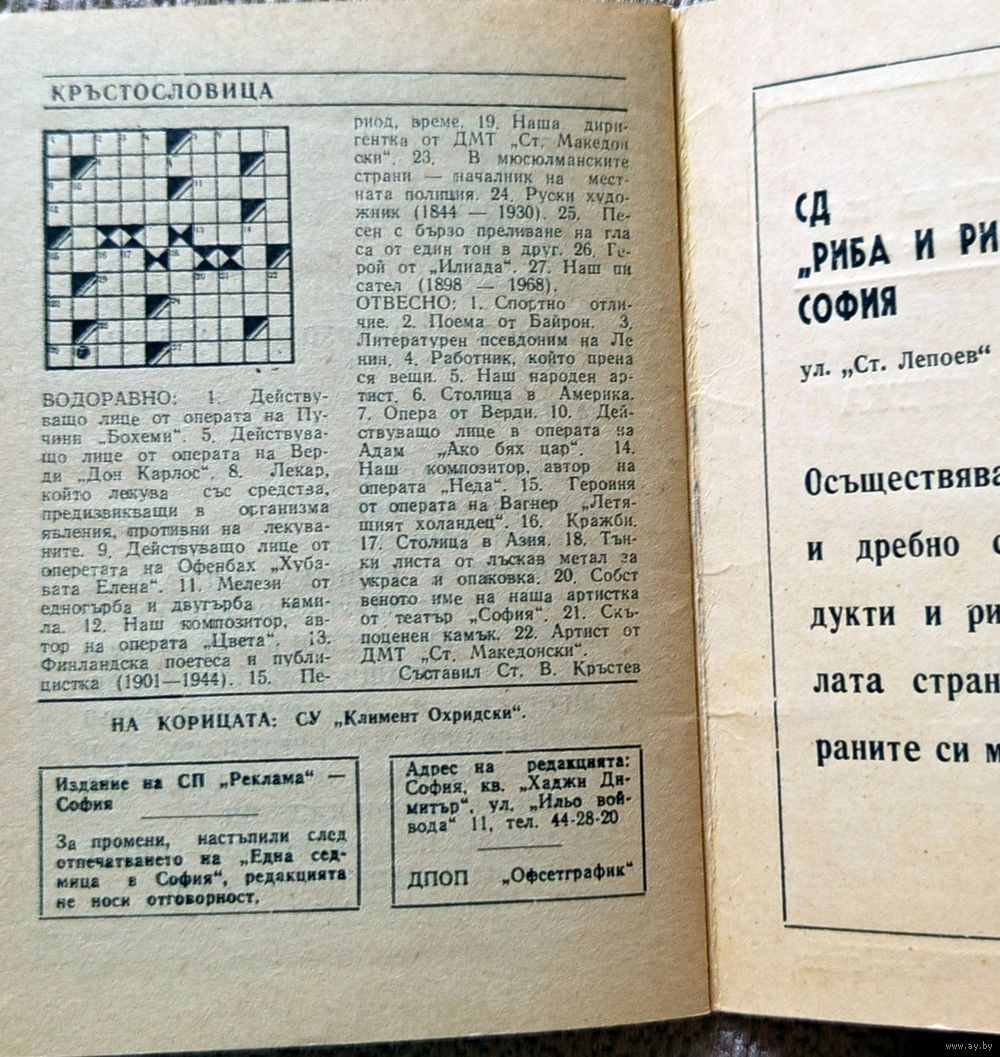 КРЪСТОСЛОВИЦА
ВОДОРАВНО: 1. Действу-
ващо лице от операта на Пу-
чини „Бохеми“. 5. Действува-
що лице от операта на Вер-
ди „Дон Карлос“. 8. Лекар,
който лекува със средства,
предизвикващи в организма
явления, противни на лекува-
ните. 9. Действуващо лице от
оперетата на Офенбах „Хуба-
вата Елена“. 11. Мелези от
едногърба и двугърба ками-
ла. 12. Наш композитор, ав-
тор на операта „Цвета“. 13.
Финландска поетеса и публи-
цистка (1901—1944). 15. Пе-
риод, време. 19. Наша дири-
гентка от ДМТ „Ст. Македон
ски“. 23. В мюсюлманските
страни — началник на мест-
ната полиция. 24. Руски худо-
жник (1844 — 1930). 25. Пе-
сен с бързо преливане на гла
са от един тон в друг. 26. Ге-
рой от „Илиада“. 27. Наш пи
сател (1898 — 1968).
ОТВЕСНО: 1. Спортно отли-
чие. 2. Поема от Байрон. 3.
Литературен псевдоним на Ле
нин. 4. Работник, който прена
ся вещи. 5. Наш народен ар-
тист. 6. Столица в Америка.
7. Опера от Верди. 10. Дей-
ствуващо лице в операта на
Адам „Ако бях цар“. 14.
Наш композитор, автор на
операта „Неда“. 15. Героиня
от операта на Вагнер „Летя-
щият холандец“. 16. Кражби.
17. Столица в Азия. 18. Тън-
ки листа от лъскав метал за
украса и опаковка. 20. Собст
веното име на наша артистка
от театър „София“. 21. Скъ-
поценен камък. 22. Артист от
ДМТ „Ст. Македонски“.
Съставил Ст. В. Кръстев
НА КОРИЦАТА: СУ „Климент Охридски“.
Издание на СП „Реклама“ —
София
За промени, настъпили след
отпечатването на „Една сед-
мица в София“, редакцията
не носи отговорност.
Адрес на редакцията:
София, кв. „Хаджи Ди-
митър“, ул. „Ильо вой-
вода“ 11, тел. 44-28-20
ДПОП „Офсетграфик“
СД
„РИБА И РИ
СОФИЯ
ул. „Ст. Лепоев“
Осъществява
и дребно с
дукти и ри
лата стран
раните си м
www.ay.by